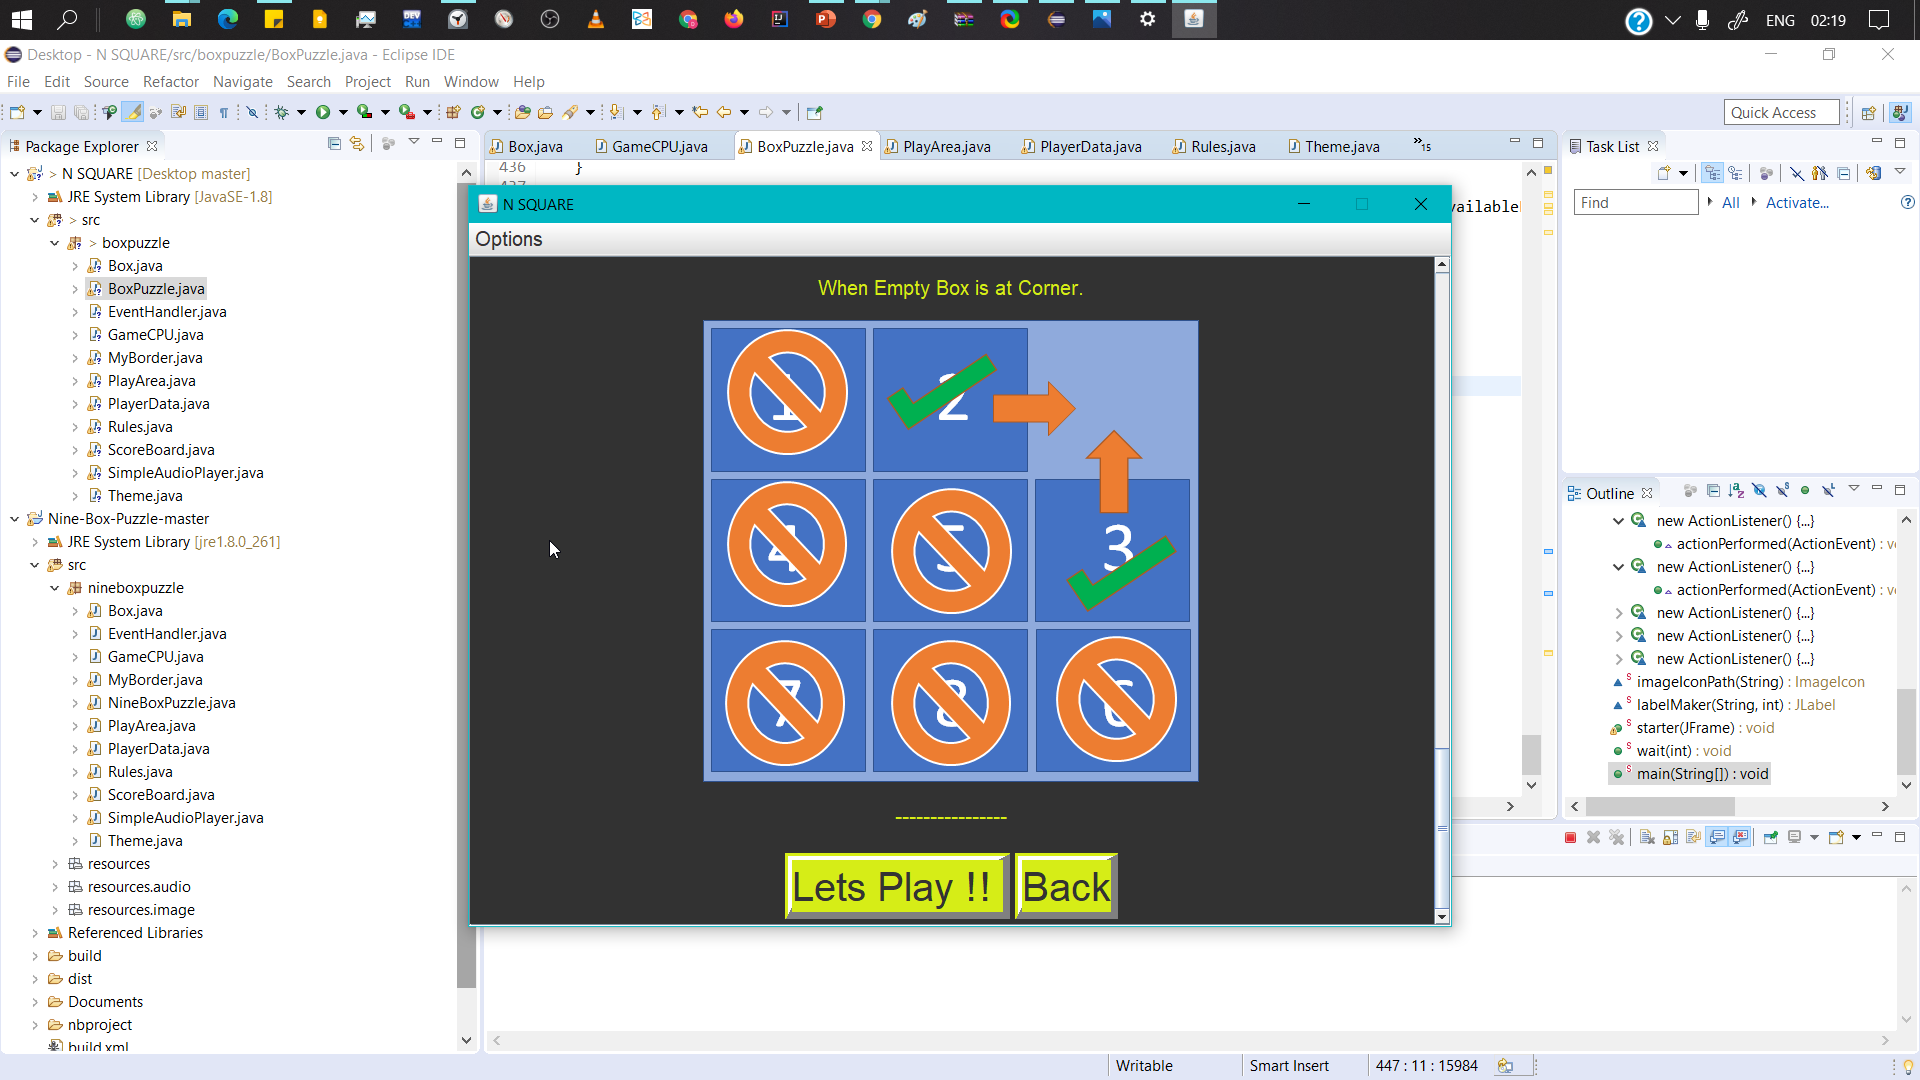 DEV
ENG
02:19
Desktop - N SQUARE/src/boxpuzzle/BoxPuzzle.java - Eclipse IDE
File Edit Source Refactor Navigate Search Project Run Window Help
Quick Access
Package Explorer
> N SQUARE [Desktop master]
JRE System Library [JavaSE-1.8]
> src
> boxpuzzle
Box.java
BoxPuzzle.java
EventHandler.java
GameCPU.java
MyBorder.java
PlayArea.java
PlayerData.java
Rules.java
ScoreBoard.java
SimpleAudioPlayer.java
Theme.java
Nine-Box-Puzzle-master
JRE System Library [jre1.8.0_261]
src
nineboxpuzzle
Box.java
EventHandler.java
GameCPU.java
MyBorder.java
NineBoxPuzzle.java
PlayArea.java
PlayerData.java
Rules.java
ScoreBoard.java
SimpleAudioPlayer.java
Theme.java
resources
resources.audio
resources.image
Referenced Libraries
build
dist
Documents
nbproject
build.xml
Box.java GameCPU.java BoxPuzzle.java PlayArea.java PlayerData.java Rules.java Theme.java »15
436 }
N SQUARE
Options
When Empty Box is at Corner.
1 2
4 5 3
7 8 6
----------------
Lets Play !! Back
Task List
Find All Activate...
Outline
new ActionListener() {...}
actionPerformed(ActionEvent) : v
new ActionListener() {...}
actionPerformed(ActionEvent) : v
new ActionListener() {...}
new ActionListener() {...}
new ActionListener() {...}
imageIconPath(String) : ImageIcon
labelMaker(String, int) : JLabel
starter(JFrame) : void
wait(int) : void
main(String[]) : void
Writable
Smart Insert
447 : 11 : 15984